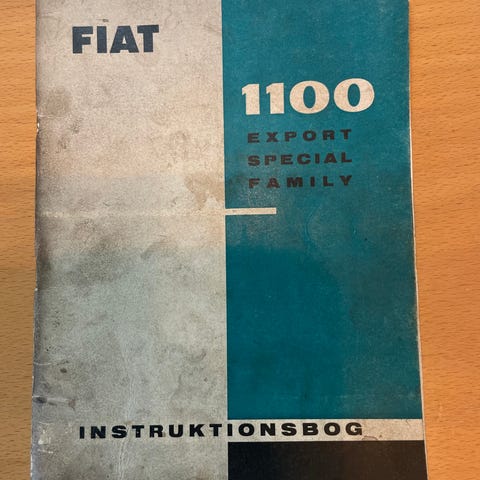 FIAT
1100
EXPORT
SPECIAL
FAMILY
INSTRUKTIONSBOG